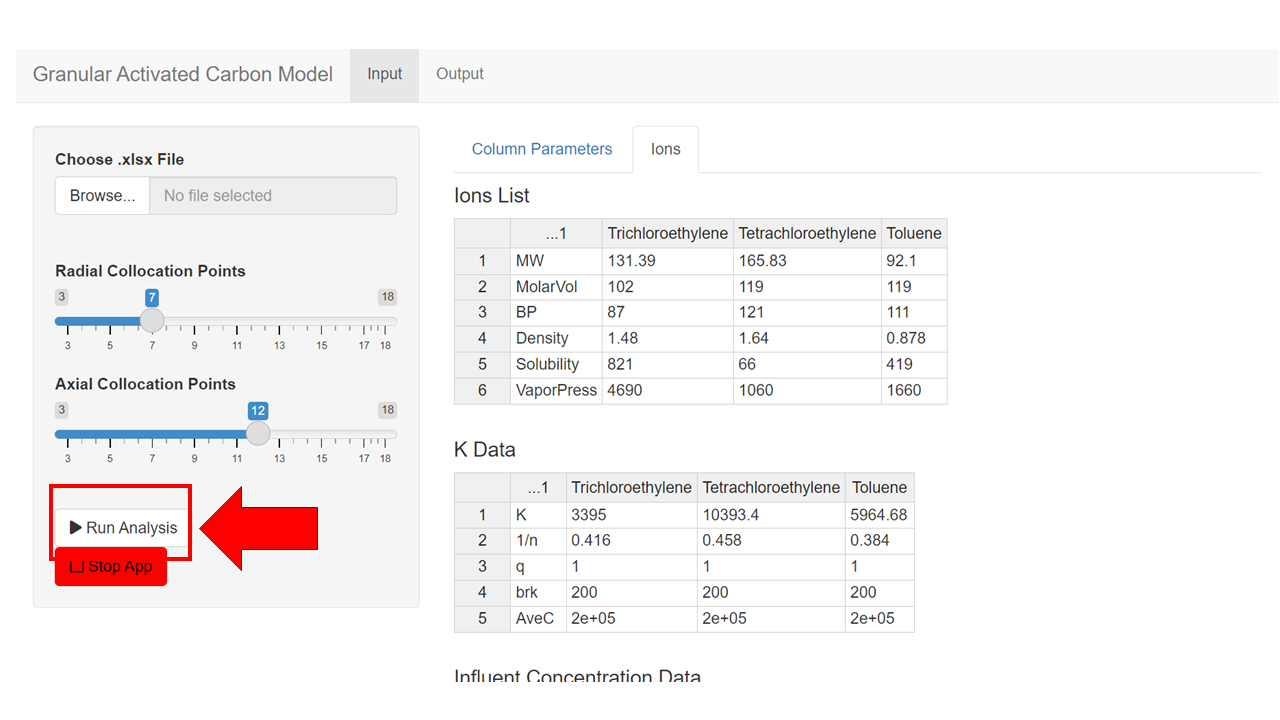 Granular Activated Carbon Model Input Output
Choose .xlsx File
Browse... No file selected
Radial Collocation Points
3 7 18
3 5 7 9 11 13 15 17 18
Axial Collocation Points
3 12 18
3 5 7 9 11 13 15 17 18
Run Analysis
Stop App
Column Parameters Ions
Ions List
...1 Trichloroethylene Tetrachloroethylene Toluene
1 MW 131.39 165.83 92.1
2 MolarVol 102 119 119
3 BP 87 121 111
4 Density 1.48 1.64 0.878
5 Solubility 821 66 419
6 VaporPress 4690 1060 1660
K Data
...1 Trichloroethylene Tetrachloroethylene Toluene
1 K 3395 10393.4 5964.68
2 1/n 0.416 0.458 0.384
3 q 1 1 1
4 brk 200 200 200
5 AveC 2e+05 2e+05 2e+05
Influent Concentration Data